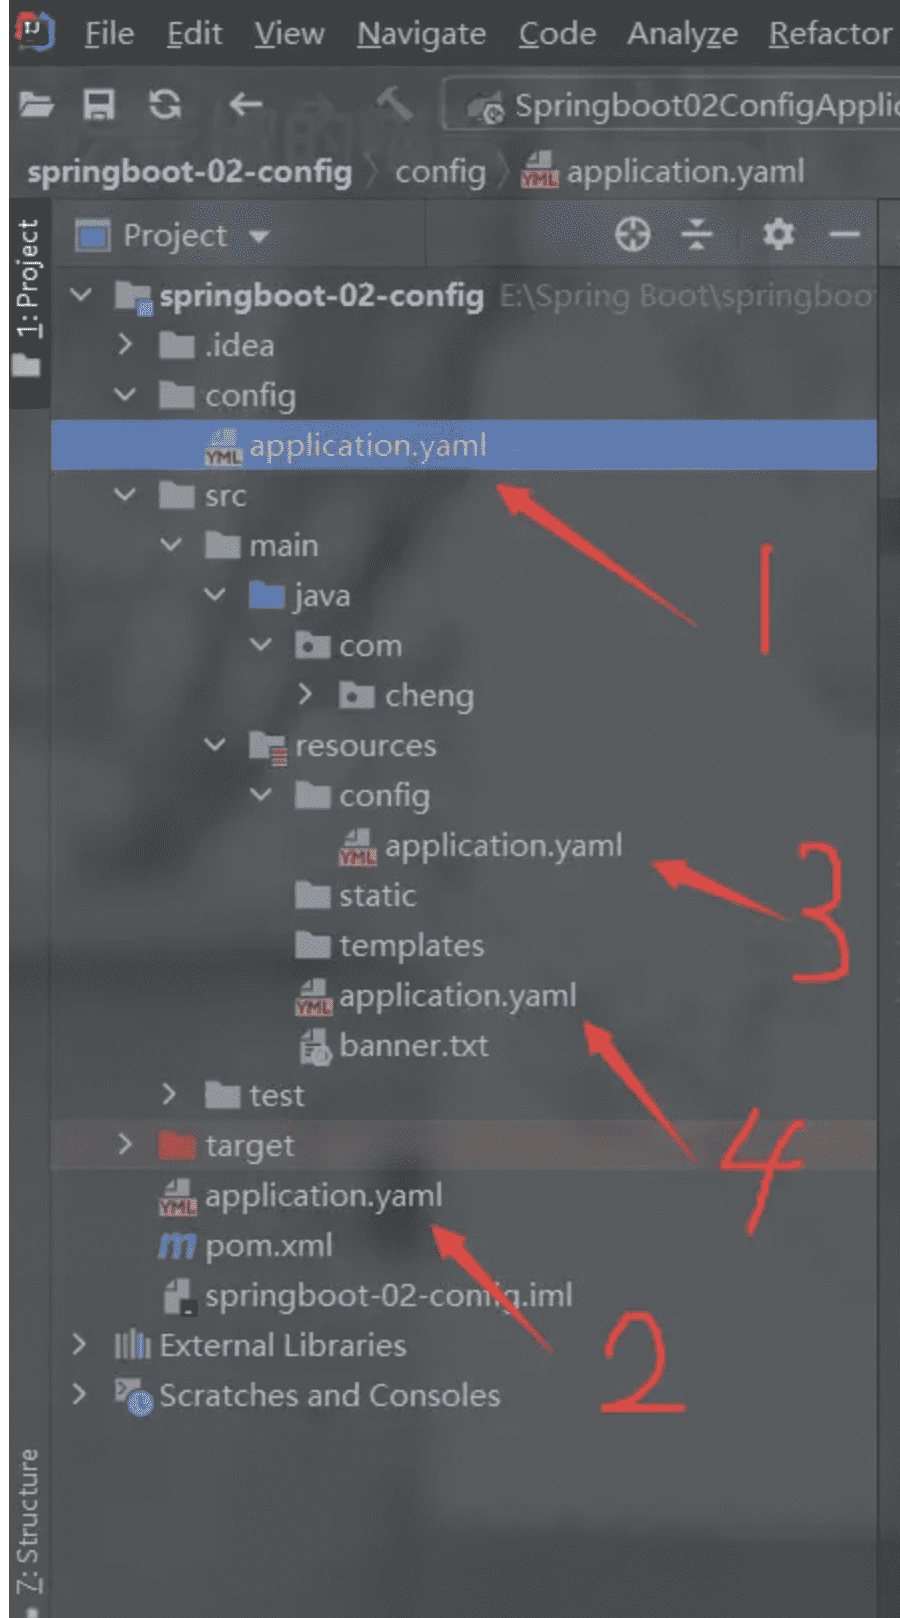 File Edit View Navigate Code Analyze Refactor
Springboot02ConfigApplic
springboot-02-config config application.yaml
1: Project
Project
springboot-02-config E:\Spring Boot\springboo
.idea
config
application.yaml
src
main
1
java
com
cheng
resources
config
application.yaml
3
static
templates
application.yaml
banner.txt
test
4
target
application.yaml
pom.xml
springboot-02-config.iml
2
External Libraries
Scratches and Consoles
7: Structure